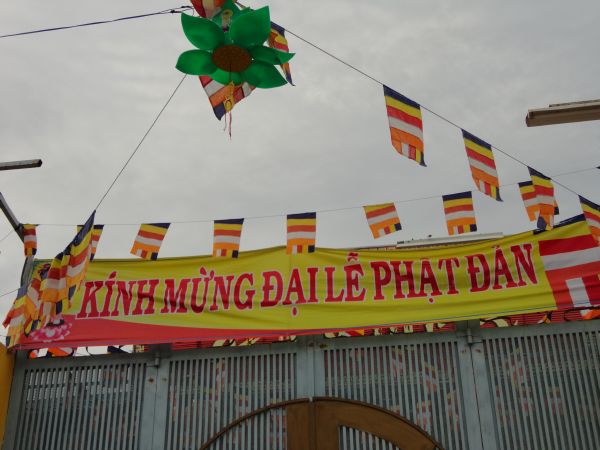 KÍNH MỪNG ĐẠI LỄ PHẬT ĐẢN